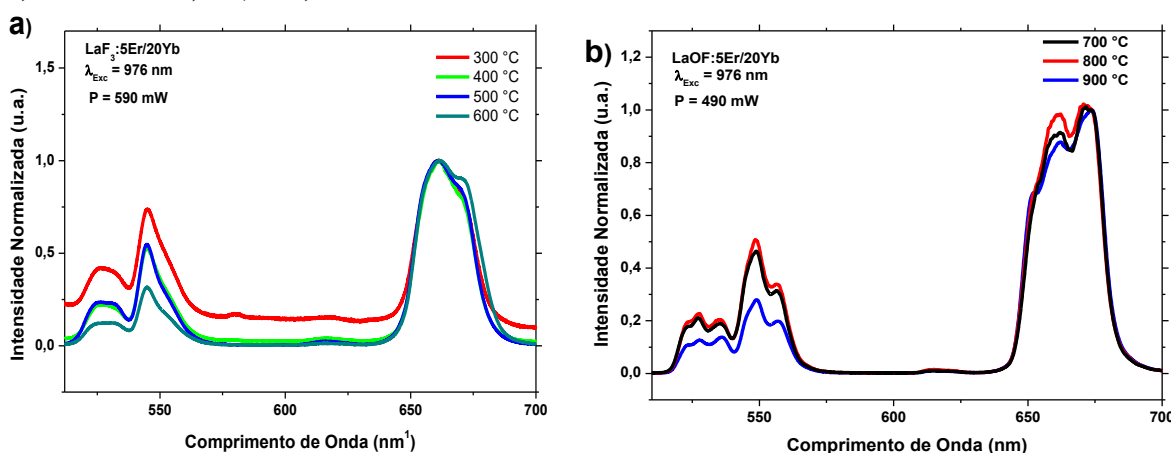 a)
LaF3:5Er/20Yb
λExc = 976 nm
P = 590 mW
300 °C
400 °C
500 °C
600 °C
Intensidade Normalizada (u.a.)
1,5
1,0
0,5
0,0
550
600
650
700
Comprimento de Onda (nm1)
b)
LaOF:5Er/20Yb
λExc = 976 nm
P = 490 mW
700 °C
800 °C
900 °C
Intensidade Normalizada (u.a.)
1,2
1,0
0,8
0,6
0,4
0,2
0,0
550
600
650
700
Comprimento de Onda (nm)